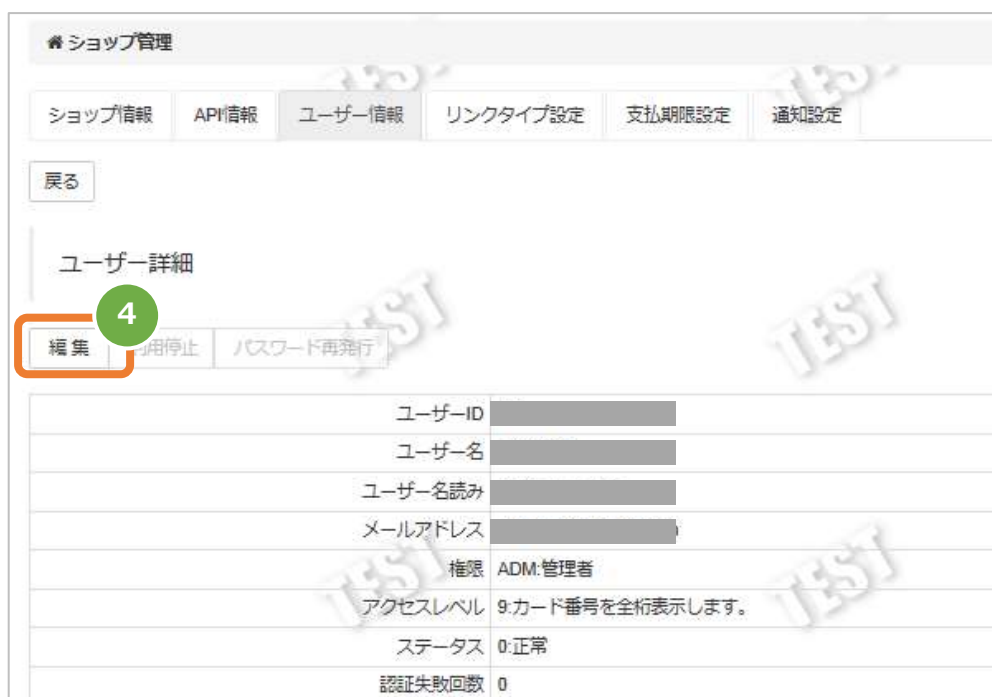 ショップ管理
ショップ情報 API情報 ユーザー情報 リンクタイプ設定 支払期限設定 通知設定
戻る
ユーザー詳細
4
編集 用停止 パスワード再発行
ユーザーID
ユーザー名
ユーザー名読み
メールアドレス
権限 ADM:管理者
アクセスレベル 9:カード番号を全桁表示します。
ステータス 0:正常
認証失敗回数 0
TEST
TEST
TEST
TEST
TEST
TEST